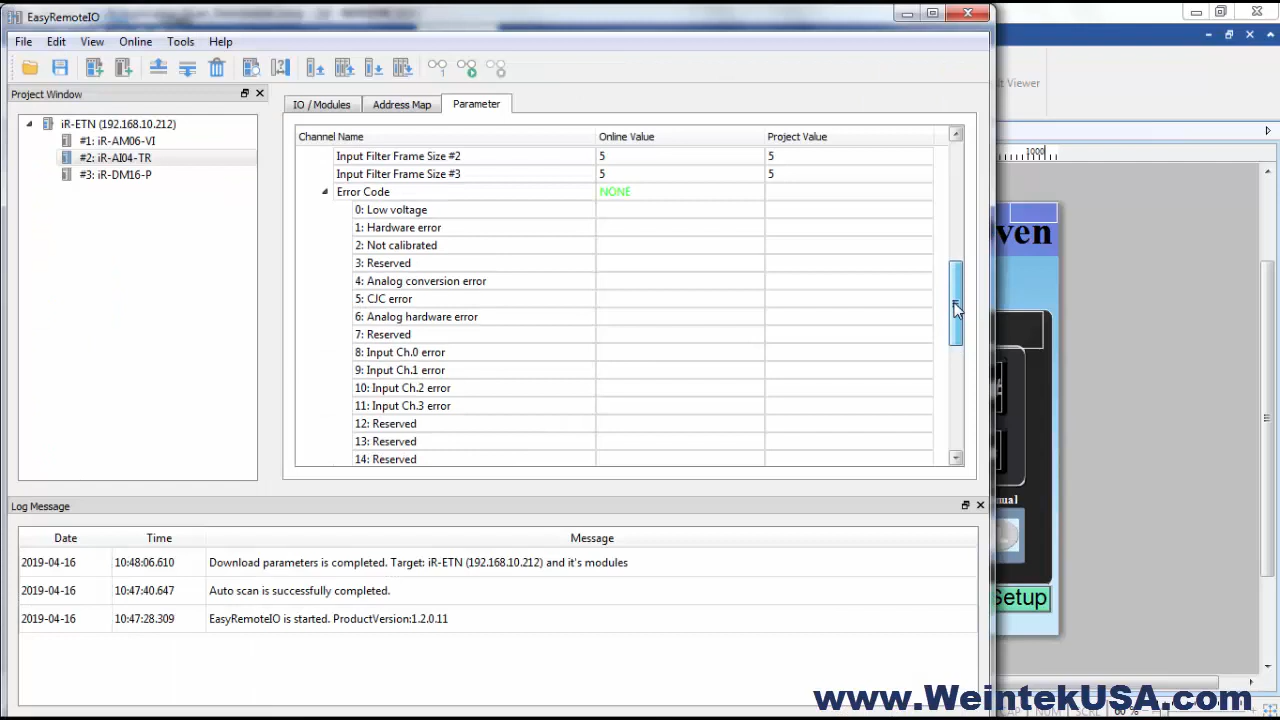 EasyRemoteIO
File Edit View Online Tools Help
Project Window
iR-ETN (192.168.10.212)
#1: iR-AM06-VI
#2: iR-AI04-TR
#3: iR-DM16-P
IO / Modules Address Map Parameter
Channel Name Online Value Project Value
Input Filter Frame Size #2 5 5
Input Filter Frame Size #3 5 5
Error Code NONE
0: Low voltage
1: Hardware error
2: Not calibrated
3: Reserved
4: Analog conversion error
5: CJC error
6: Analog hardware error
7: Reserved
8: Input Ch.0 error
9: Input Ch.1 error
10: Input Ch.2 error
11: Input Ch.3 error
12: Reserved
13: Reserved
14: Reserved
Log Message
Date Time Message
2019-04-16 10:48:06.610 Download parameters is completed. Target: iR-ETN (192.168.10.212) and it's modules
2019-04-16 10:47:40.647 Auto scan is successfully completed.
2019-04-16 10:47:28.309 EasyRemoteIO is started. ProductVersion:1.2.0.11
Viewer
1000
ven
ual
Setup
www.WeintekUSA.com